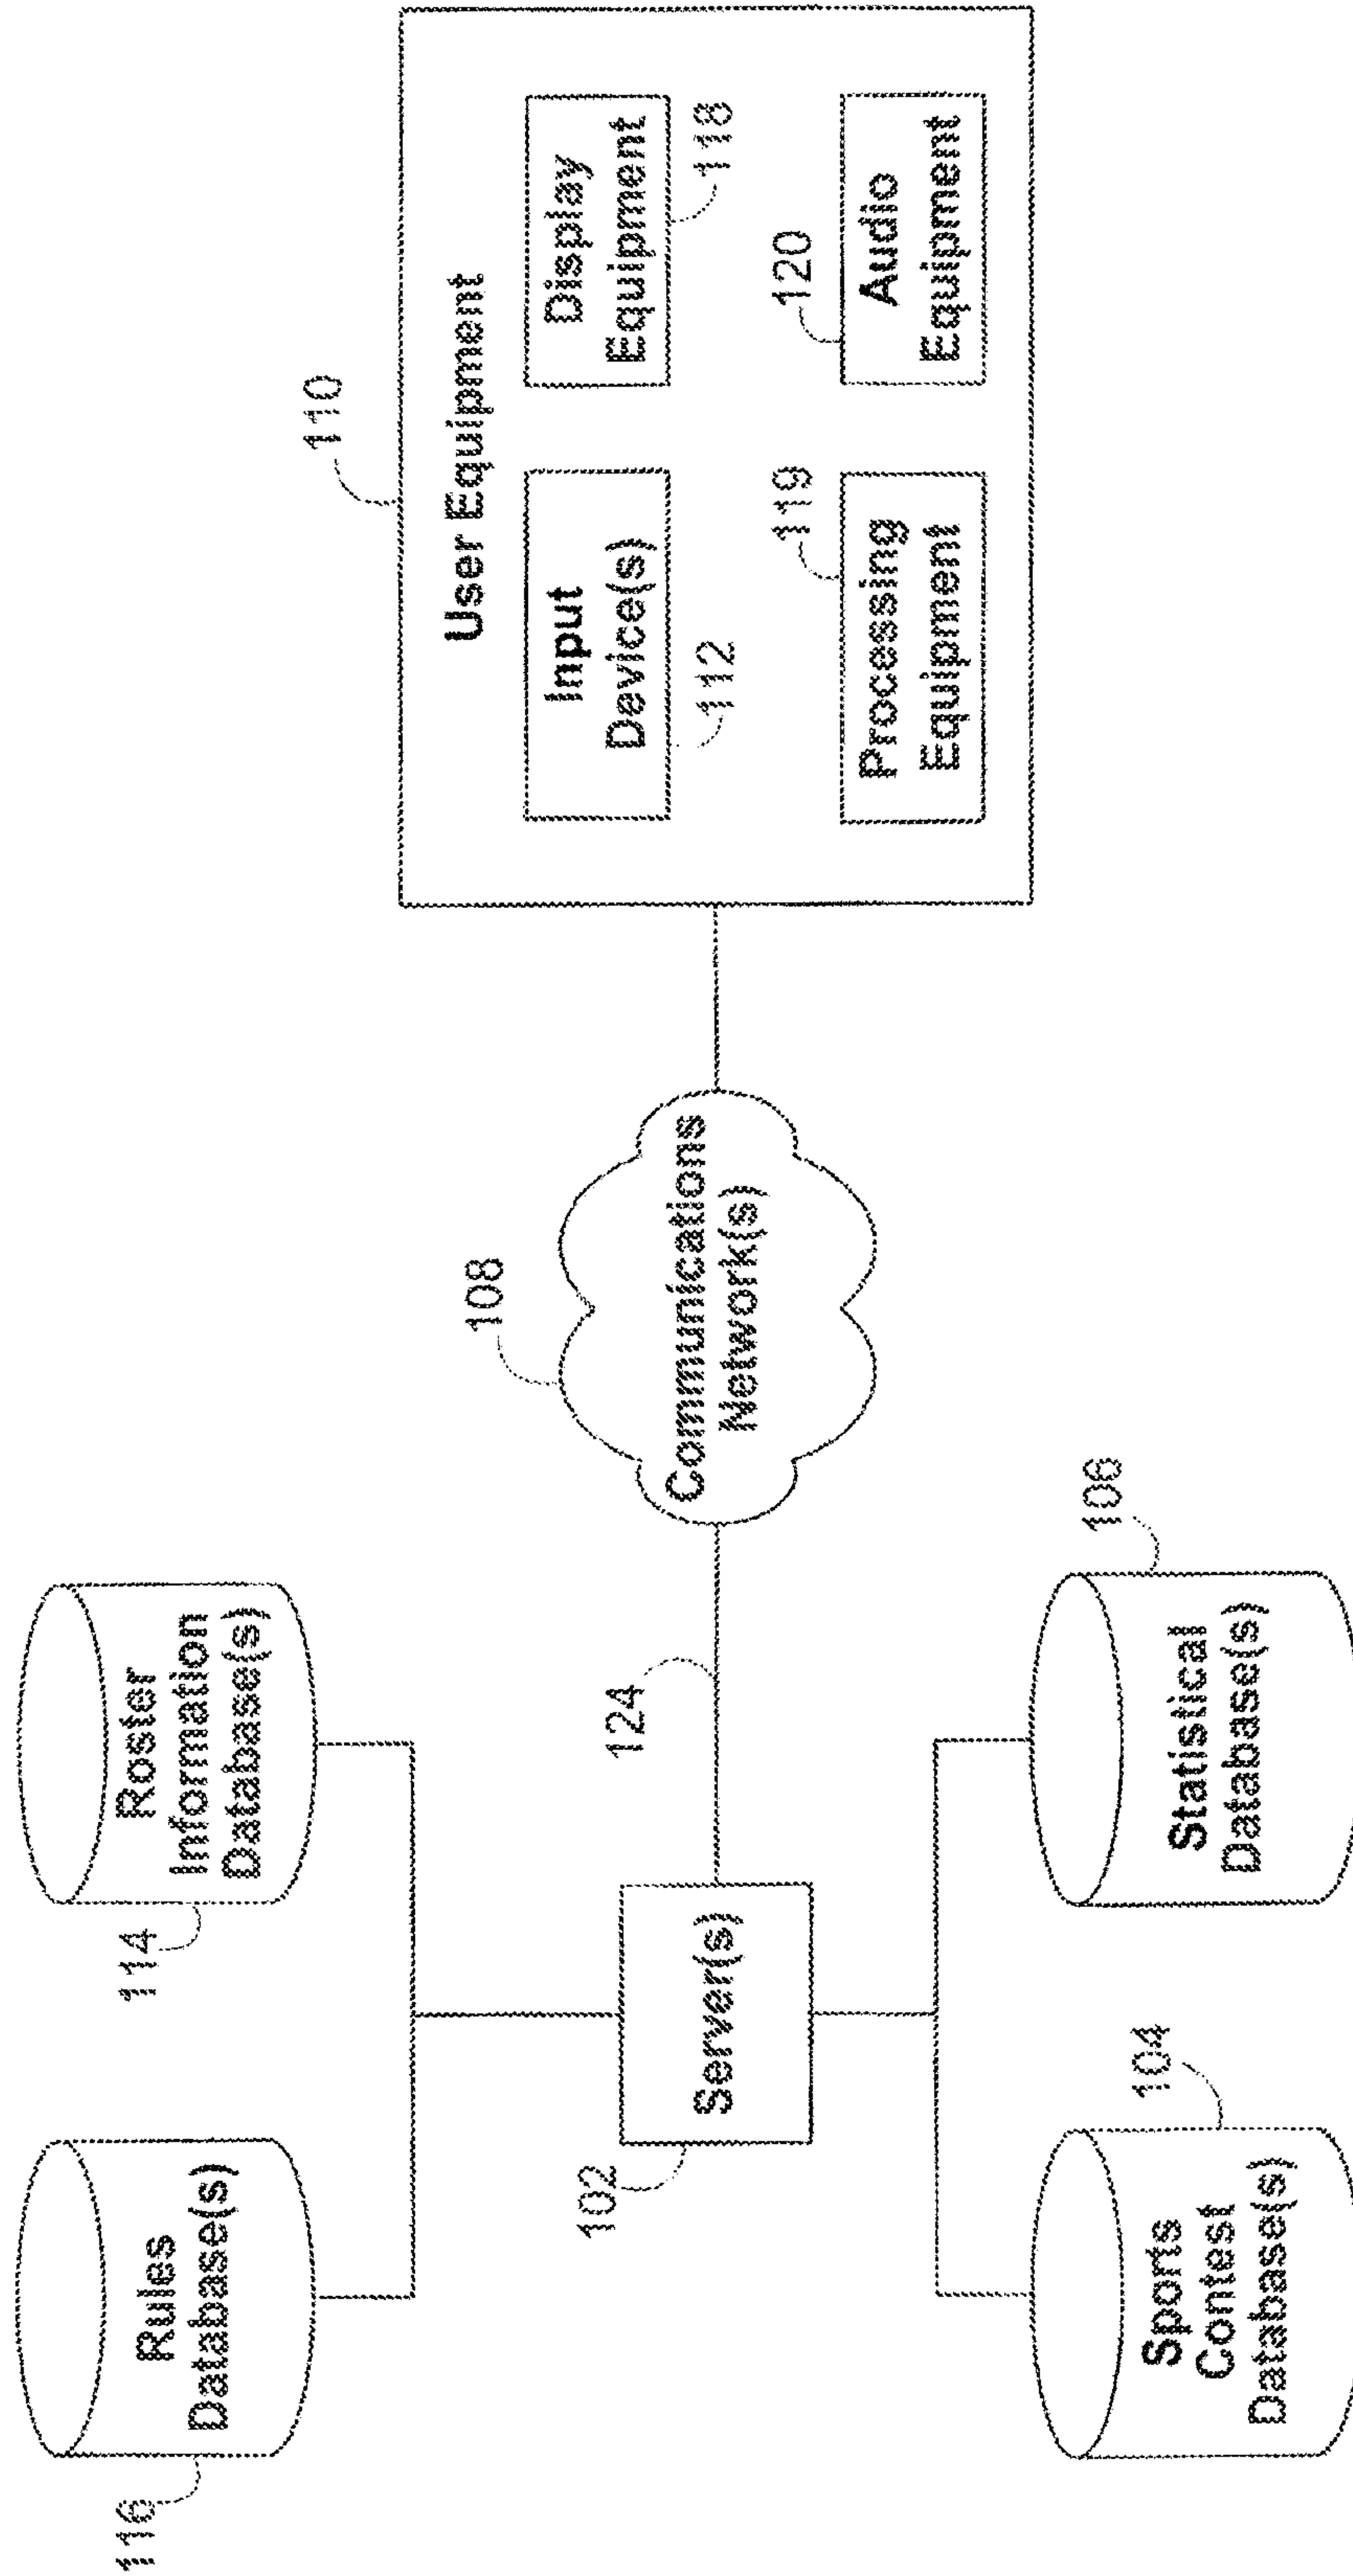 116
Rules
Database(s)
114
Roster
Information
Database(s)
102
Server(s)
124
108
Communications
Network(s)
104
Sports
Contest
Database(s)
106
Statistical
Database(s)
110
User Equipment
Input
Device(s)
112
Display
Equipment
118
119
Processing
Equipment
120
Audio
Equipment